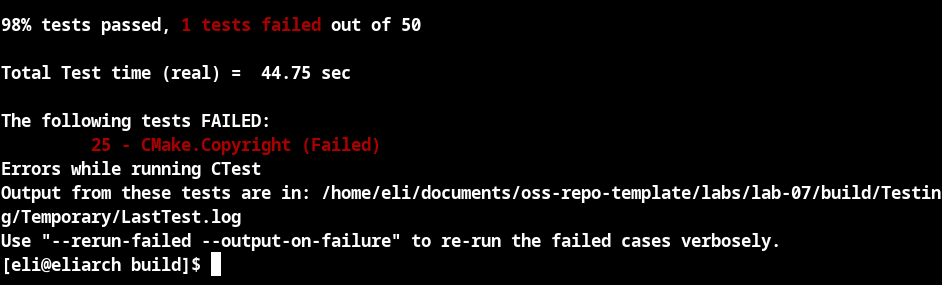 98% tests passed, 1 tests failed out of 50
Total Test time (real) =  44.75 sec
The following tests FAILED:
25 - CMake.Copyright (Failed)
Errors while running CTest
Output from these tests are in: /home/eli/documents/oss-repo-template/labs/lab-07/build/Testin
g/Temporary/LastTest.log
Use "--rerun-failed --output-on-failure" to re-run the failed cases verbosely.
[eli@eliarch build]$